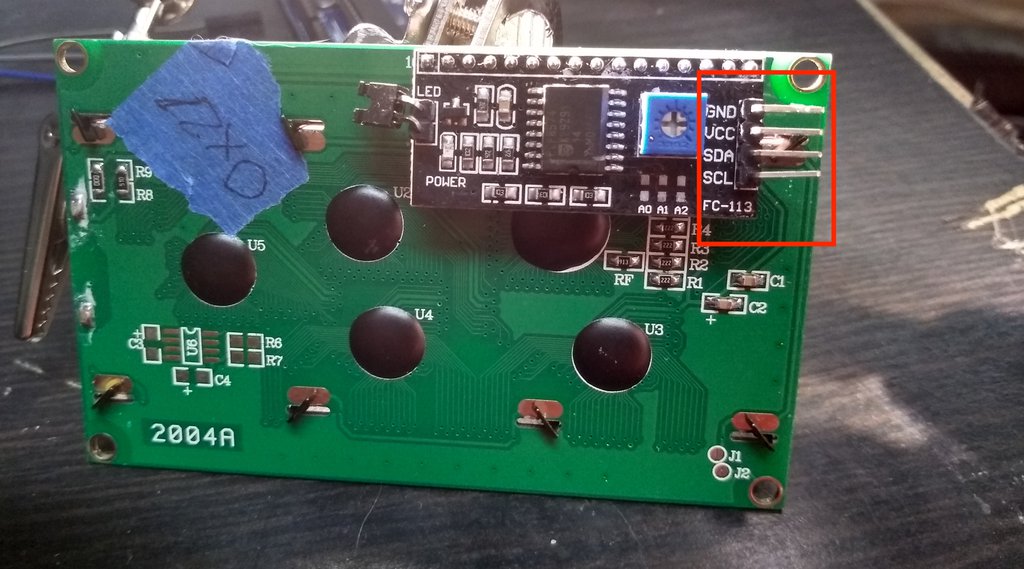 1
LED
GND
VCC
SDA
SCL
POWER
A0 A1 A2
FC-113
R9
R8
U2
U5
R4
R3
R2
RF
R1
C1
C2
+
U4
U3
+
C3
U6
R6
R7
C4
+
2004A
J1
J2